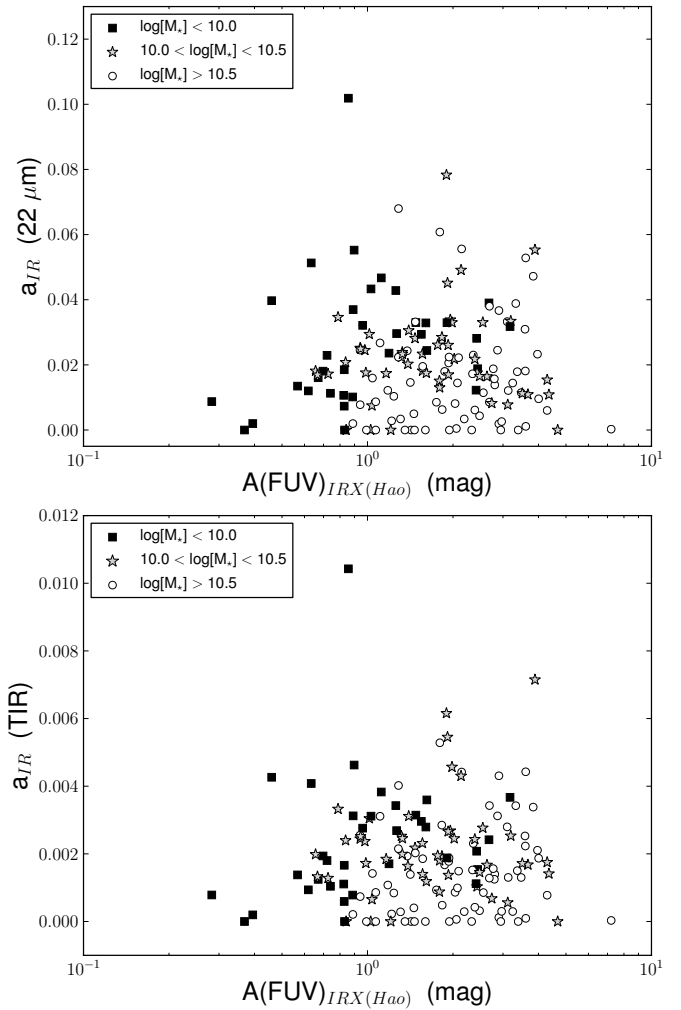 0.12
log[M⋆] < 10.0
10.0 < log[M⋆] < 10.5
log[M⋆] > 10.5
0.10
0.08
0.06
0.04
0.02
0.00
a_IR (22 μm)
10^-1 10^0 10^1
A(FUV)_IRX(Hao) (mag)
0.012
log[M⋆] < 10.0
10.0 < log[M⋆] < 10.5
log[M⋆] > 10.5
0.010
0.008
0.006
0.004
0.002
0.000
a_IR (TIR)
10^-1 10^0 10^1
A(FUV)_IRX(Hao) (mag)